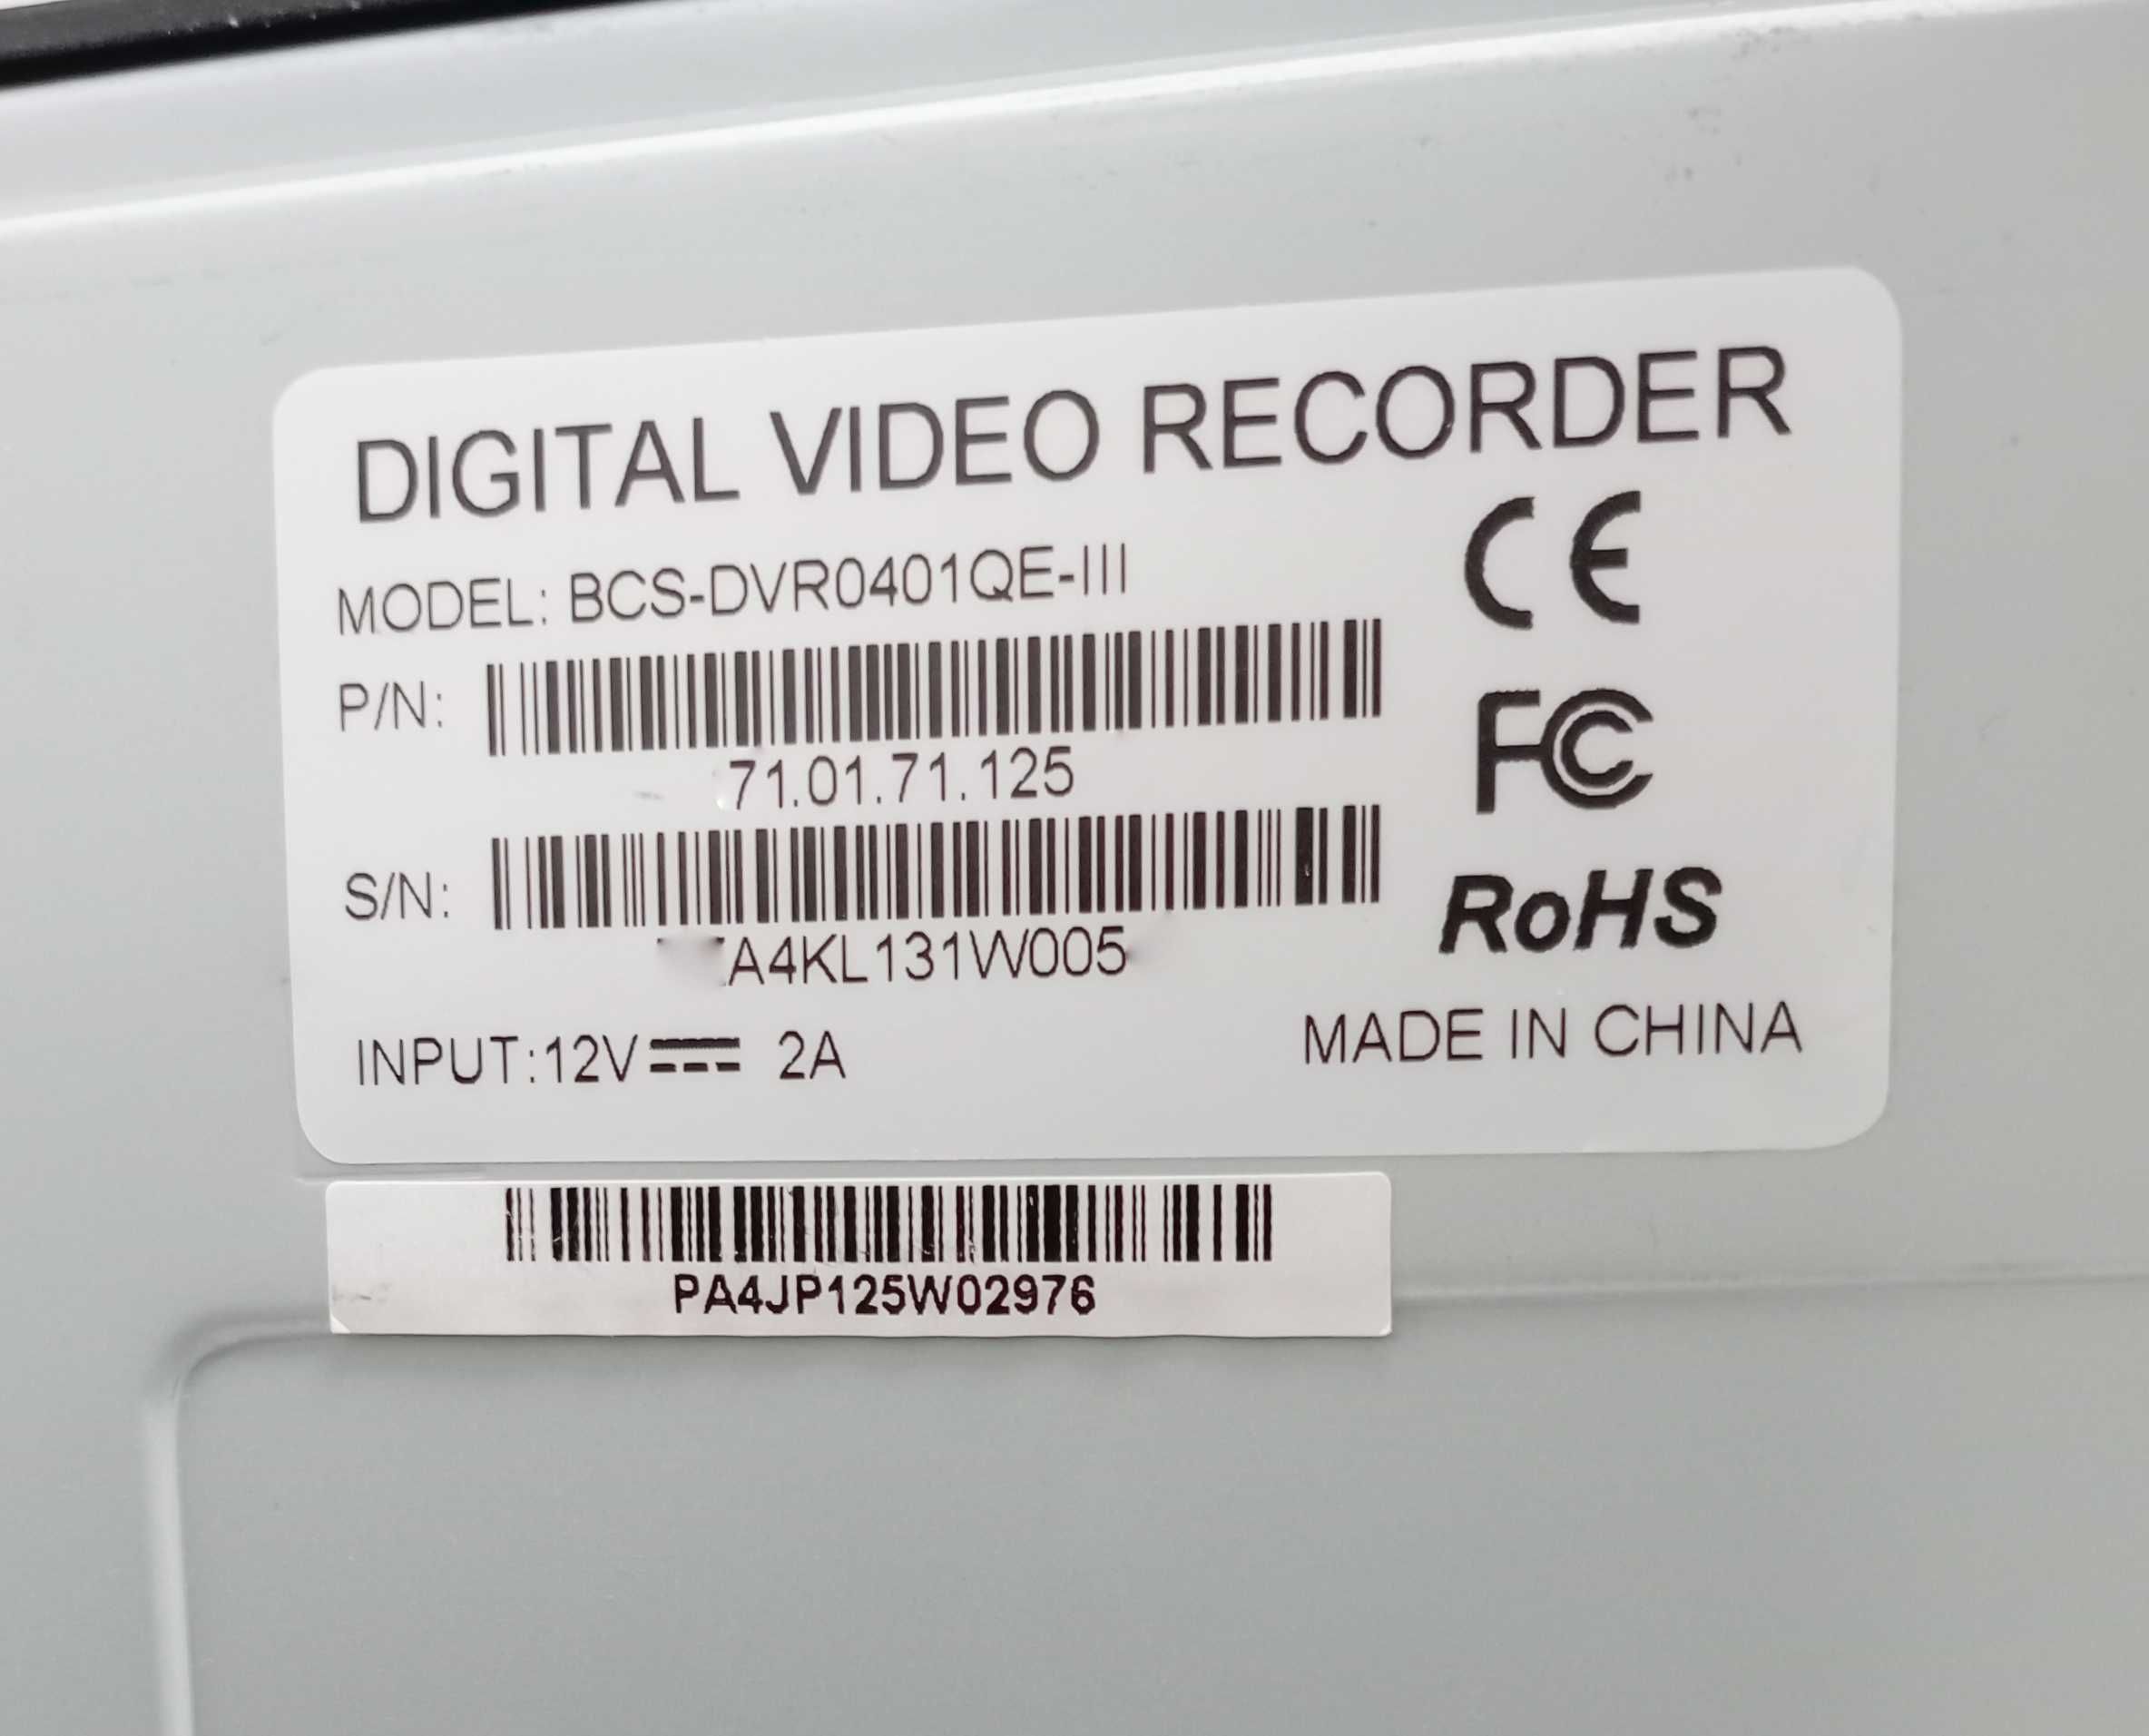 DIGITAL VIDEO RECORDER
MODEL: BCS-DVR0401QE-III
CE
P/N:
71.01.71.125
FC
S/N:
A4KL131W005
RoHS
INPUT:12V⎓ 2A
MADE IN CHINA
PA4JP125W02976